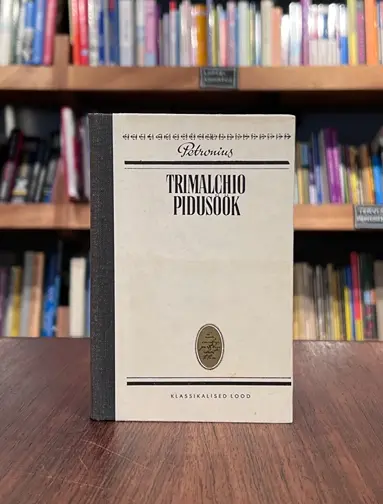 Petronius
TRIMALCHIO
PIDUSÖÖK
KLASSIKALISED LOOD